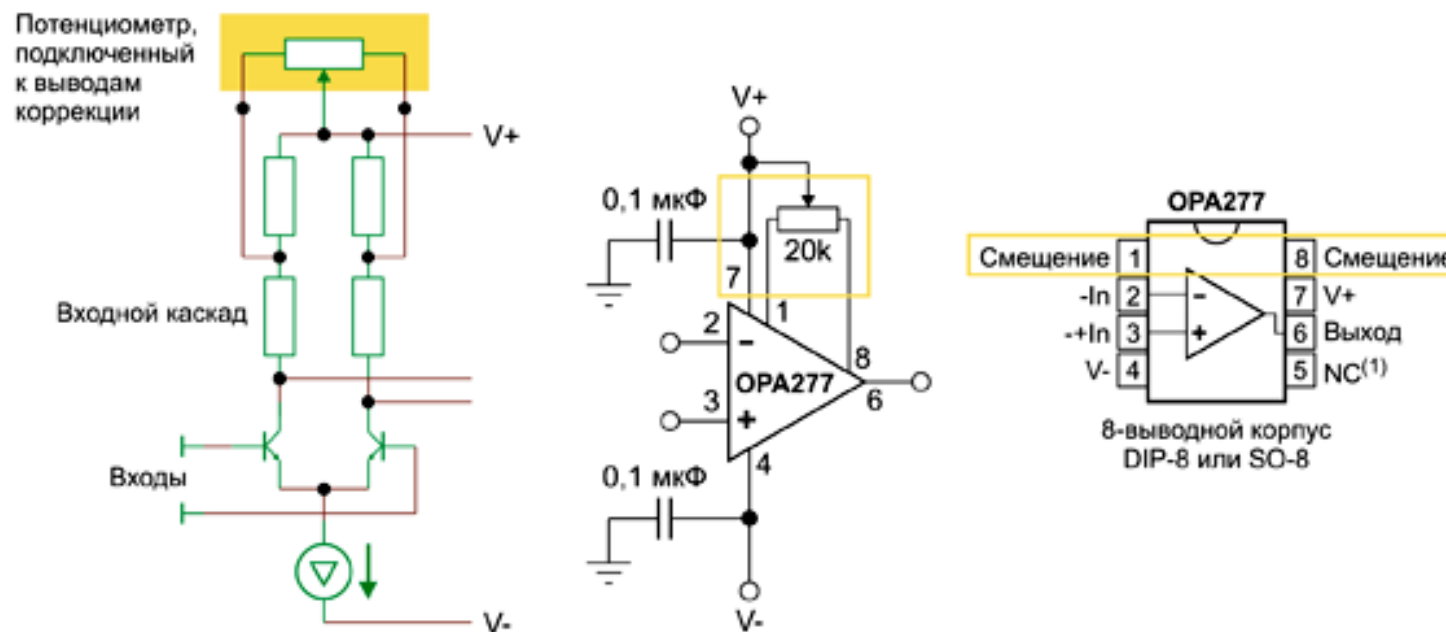 Потенциометр,
подключенный
к выводам
коррекции
V+
Входной каскад
Входы
V-
V+
0,1 мкФ
20k
7
1
2
-
8
OPA277
3
+
6
4
0,1 мкФ
V-
OPA277
Смещение 1
8 Смещение
-In 2
-
7 V+
-+In 3
+
6 Выход
V- 4
5 NC(1)
8-выводной корпус
DIP-8 или SO-8